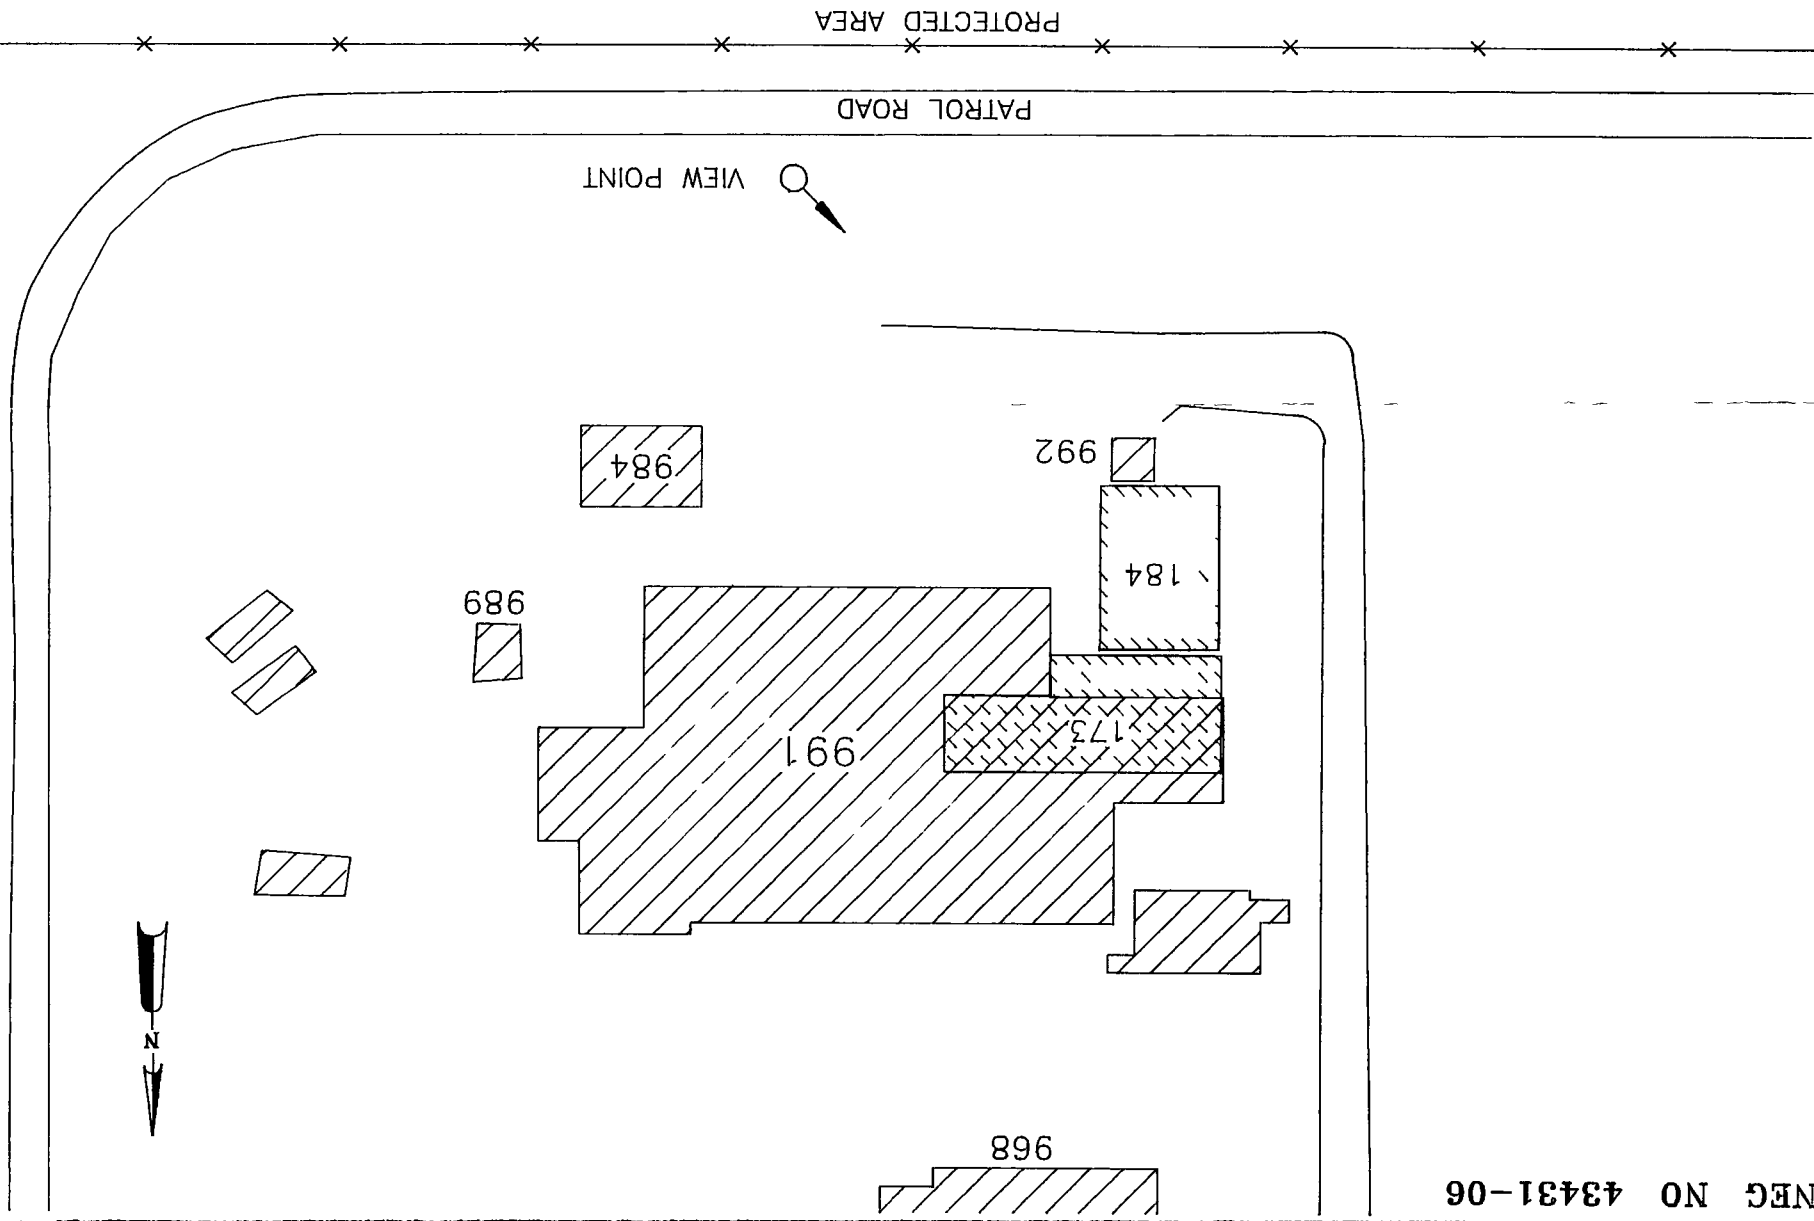 NEG NO 43431-06
968
N
173
991
184
989
992
984
VIEW POINT
PATROL ROAD
PROTECTED AREA